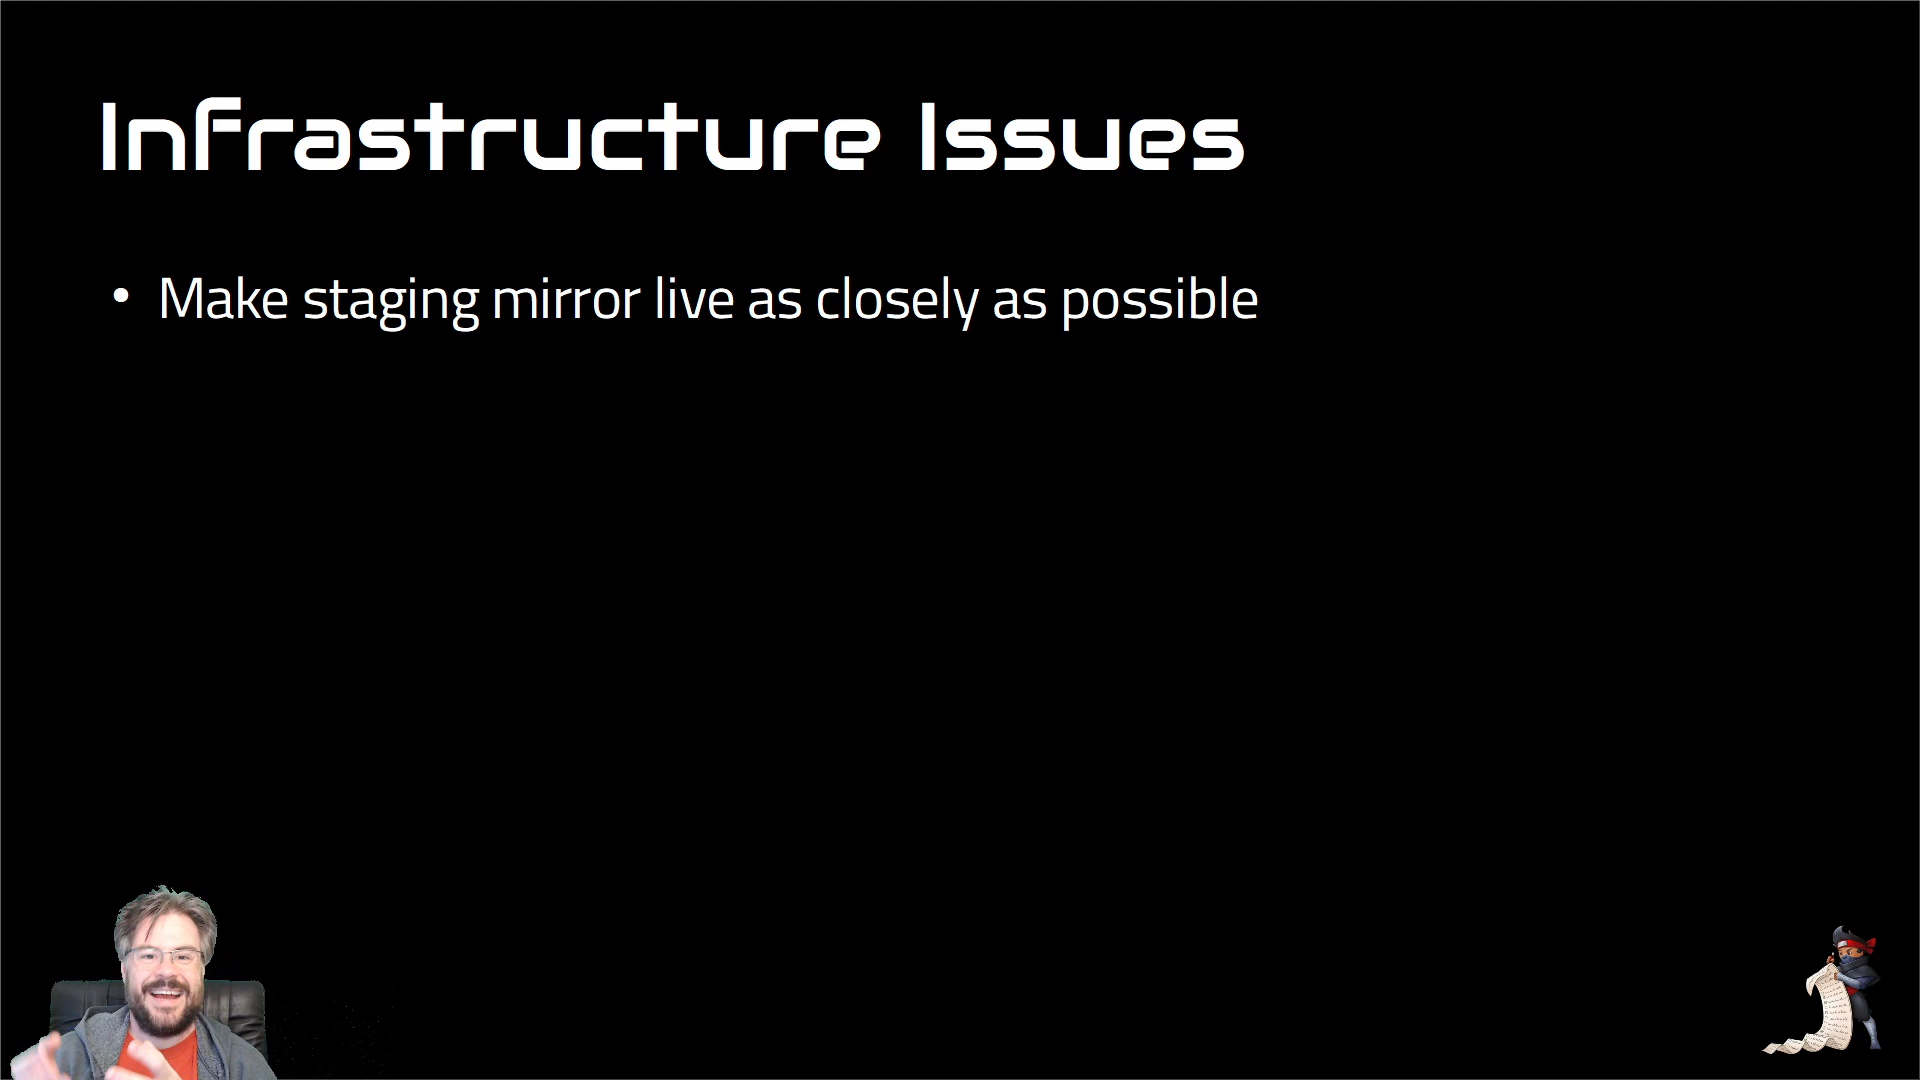 Infrastructure Issues
• Make staging mirror live as closely as possible